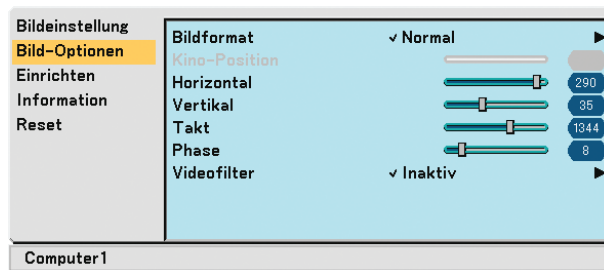 Bildeinstellung
Bild-Optionen
Einrichten
Information
Reset
Bildformat ✓ Normal
Kino-Position
Horizontal 290
Vertikal 35
Takt 1344
Phase 8
Videofilter ✓ Inaktiv
Computer1